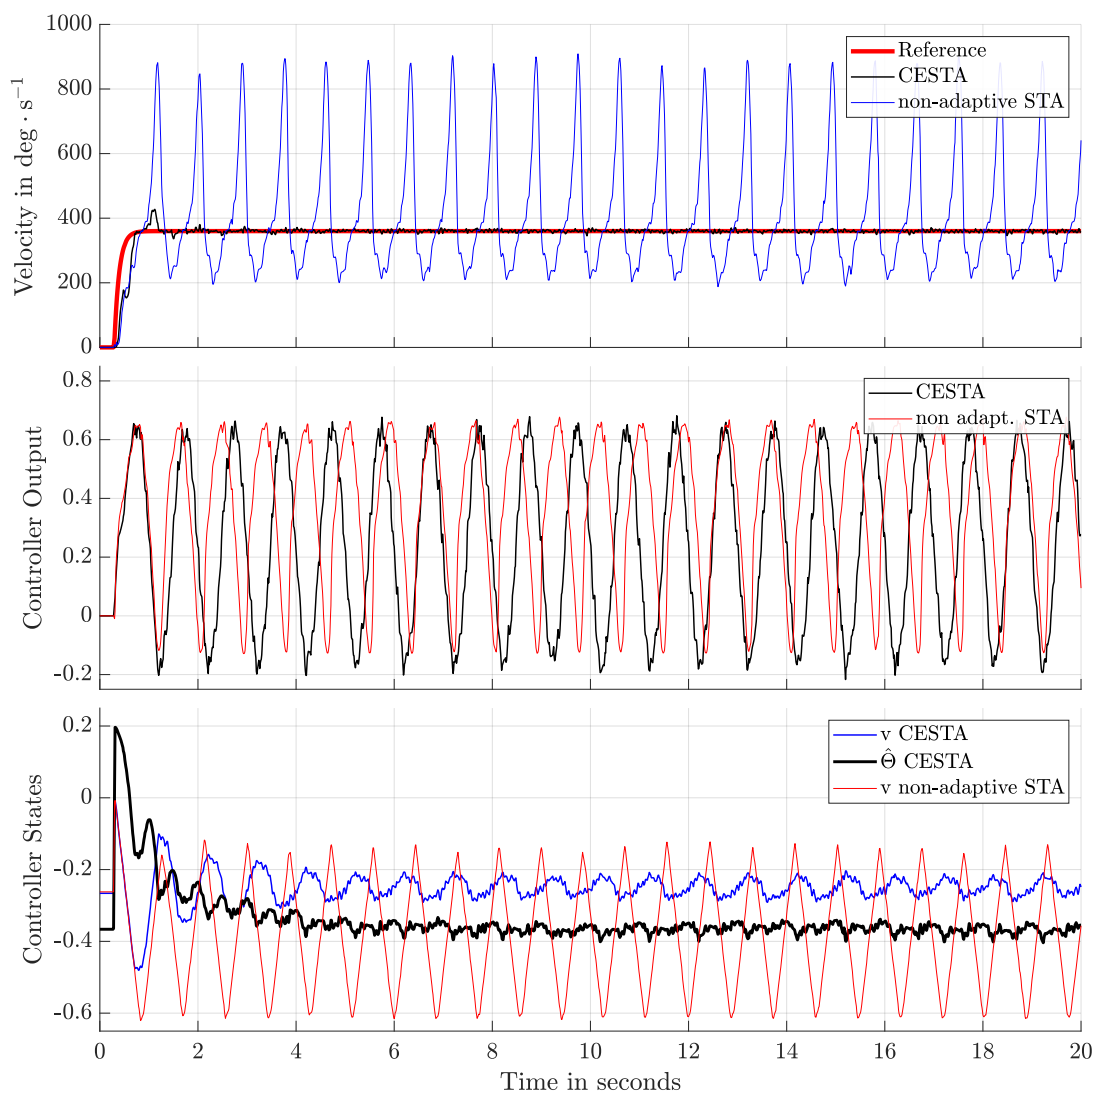 1000
800
600
400
200
0
Velocity in deg · s⁻¹
Reference
CESTA
non-adaptive STA
0.8
0.6
0.4
0.2
0
-0.2
Controller Output
CESTA
non adapt. STA
0.2
0
-0.2
-0.4
-0.6
Controller States
v CESTA
Θ̂ CESTA
v non-adaptive STA
0 2 4 6 8 10 12 14 16 18 20
Time in seconds